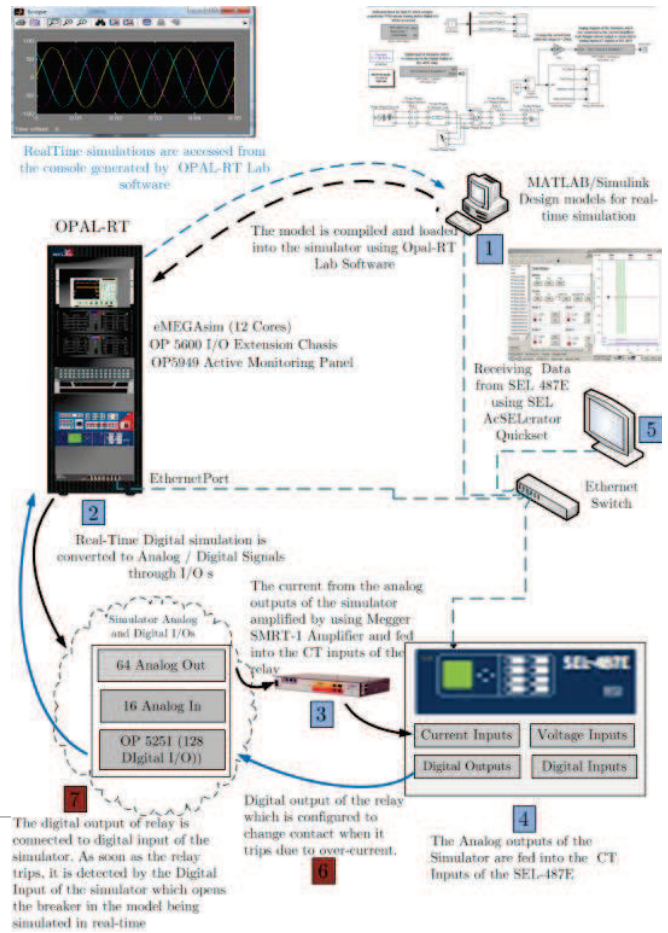 RealTime simulations are accessed from
the console generated by OPAL-RT Lab
software
OPAL-RT
The model is compiled and loaded
into the simulator using Opal-RT
Lab Software
MATLAB/Simulink
Design models for real-
time simulation
1
eMEGAsim (12 Cores)
OP 5600 I/O Extension Chasis
OP5949 Active Monitoring Panel
Receiving Data
from SEL 487E
using SEL
AcSELerator
Quickset
5
Ethernet
Switch
EthernetPort
2
Real-Time Digital simulation is
converted to Analog / Digital Signals
through I/O s
The current from the analog
outputs of the simulator
amplified by using Megger
SMRT-1 Amplifier and fed
into the CT inputs of the
relay
Simulator Analog
and Digital I/Os
64 Analog Out
16 Analog In
OP 5251 (128
DIgital I/O))
3
SEL-487E
Current Inputs
Voltage Inputs
Digital Outputs
Digital Inputs
4
The Analog outputs of the
Simulator are fed into the CT
Inputs of the SEL-487E
Digital output of the relay
which is configured to
change contact when it
trips due to over-current.
6
7
The digital output of relay is
connected to digital input of the
simulator. As soon as the relay
trips, it is detected by the Digital
Input of the simulator which opens
the breaker in the model being
simulated in real-time